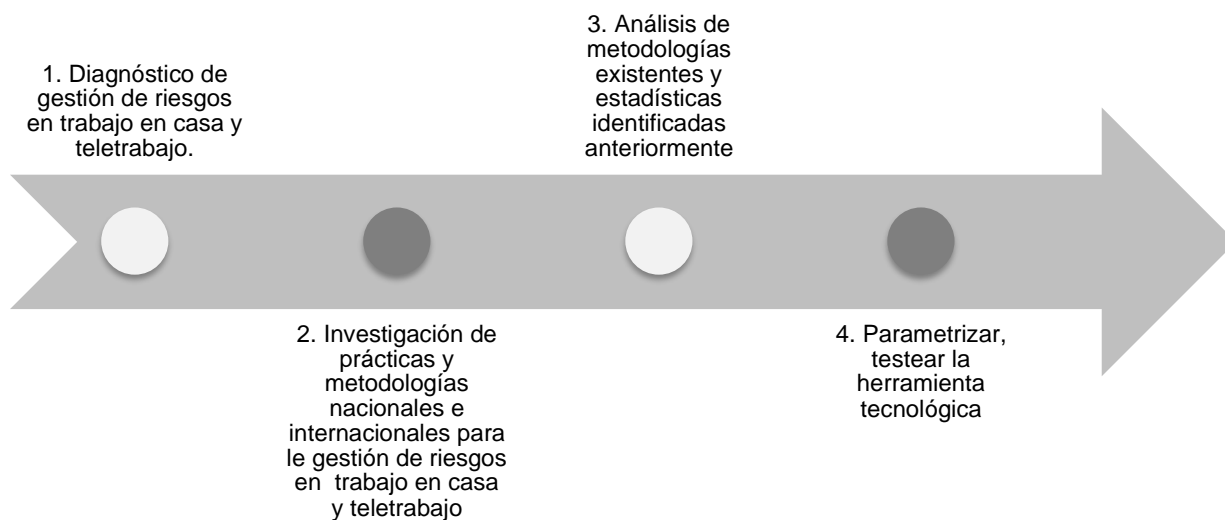 1. Diagnóstico de
gestión de riesgos
en trabajo en casa y
teletrabajo.
2. Investigación de
prácticas y
metodologías
nacionales e
internacionales para
le gestión de riesgos
en trabajo en casa
y teletrabajo
3. Análisis de
metodologías
existentes y
estadísticas
identificadas
anteriormente
4. Parametrizar,
testear la
herramienta
tecnológica